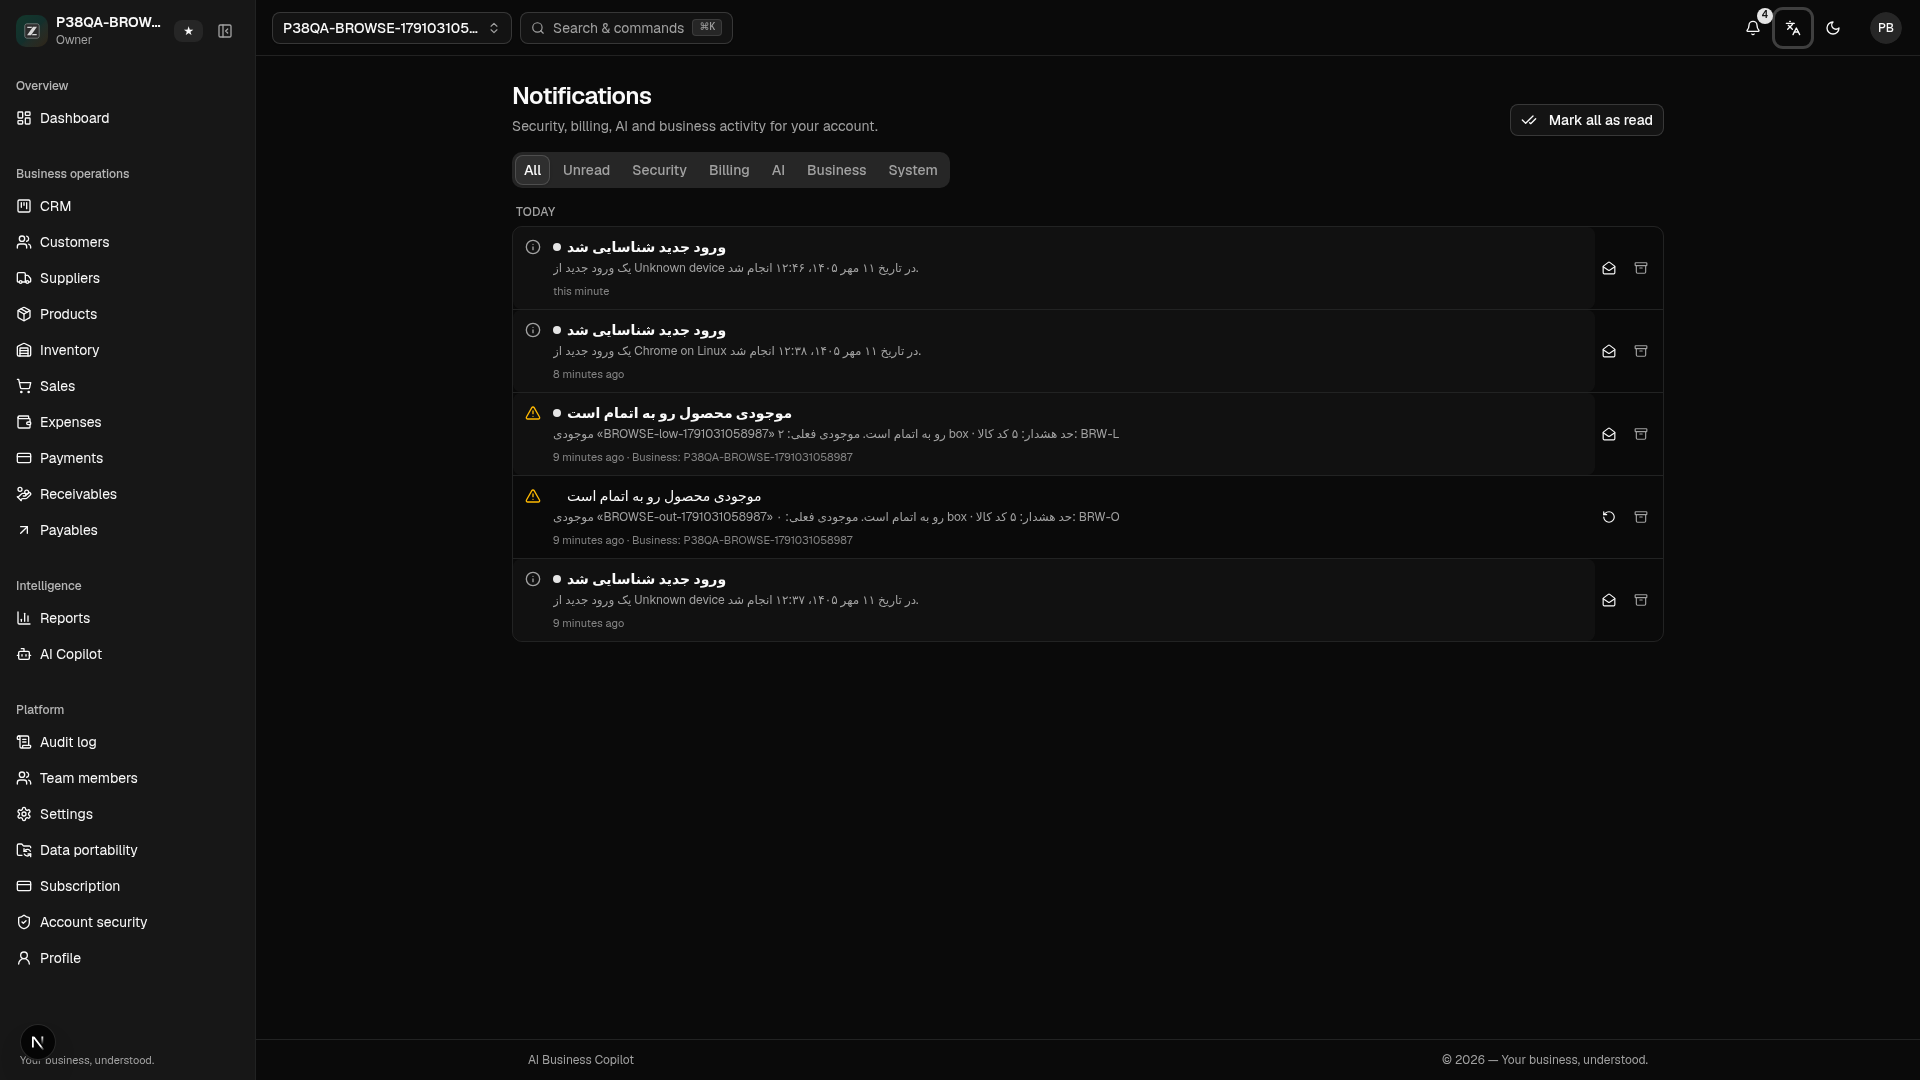 P38QA-BROW...
Owner
P38QA-BROWSE-179103105...
Search & commands ⌘K
4
PB
Overview
Dashboard
Business operations
CRM
Customers
Suppliers
Products
Inventory
Sales
Expenses
Payments
Receivables
Payables
Intelligence
Reports
AI Copilot
Platform
Audit log
Team members
Settings
Data portability
Subscription
Account security
Profile
N
Your business, understood.
Notifications
Security, billing, AI and business activity for your account.
Mark all as read
All Unread Security Billing AI Business System
TODAY
ورود جدید شناسایی شد
یک ورود جدید از Unknown device در تاریخ ۱۱ مهر ۱۴۰۵، ۱۲:۴۶ انجام شد.
this minute
ورود جدید شناسایی شد
یک ورود جدید از Chrome on Linux در تاریخ ۱۱ مهر ۱۴۰۵، ۱۲:۳۸ انجام شد.
8 minutes ago
موجودی محصول رو به اتمام است
موجودی «BROWSE-low-1791031058987» رو به اتمام است. موجودی فعلی: ۲ box · حد هشدار: ۵ کد کالا: BRW-L
9 minutes ago · Business: P38QA-BROWSE-1791031058987
موجودی محصول رو به اتمام است
موجودی «BROWSE-out-1791031058987» رو به اتمام است. موجودی فعلی: ۰ box · حد هشدار: ۵ کد کالا: BRW-O
9 minutes ago · Business: P38QA-BROWSE-1791031058987
ورود جدید شناسایی شد
یک ورود جدید از Unknown device در تاریخ ۱۱ مهر ۱۴۰۵، ۱۲:۳۷ انجام شد.
9 minutes ago
AI Business Copilot
© 2026 — Your business, understood.